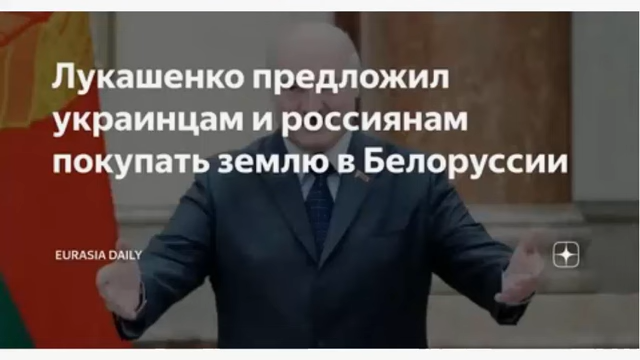 Лукашенко предложил
украинцам и россиянам
покупать землю в Белоруссии
EURASIA DAILY